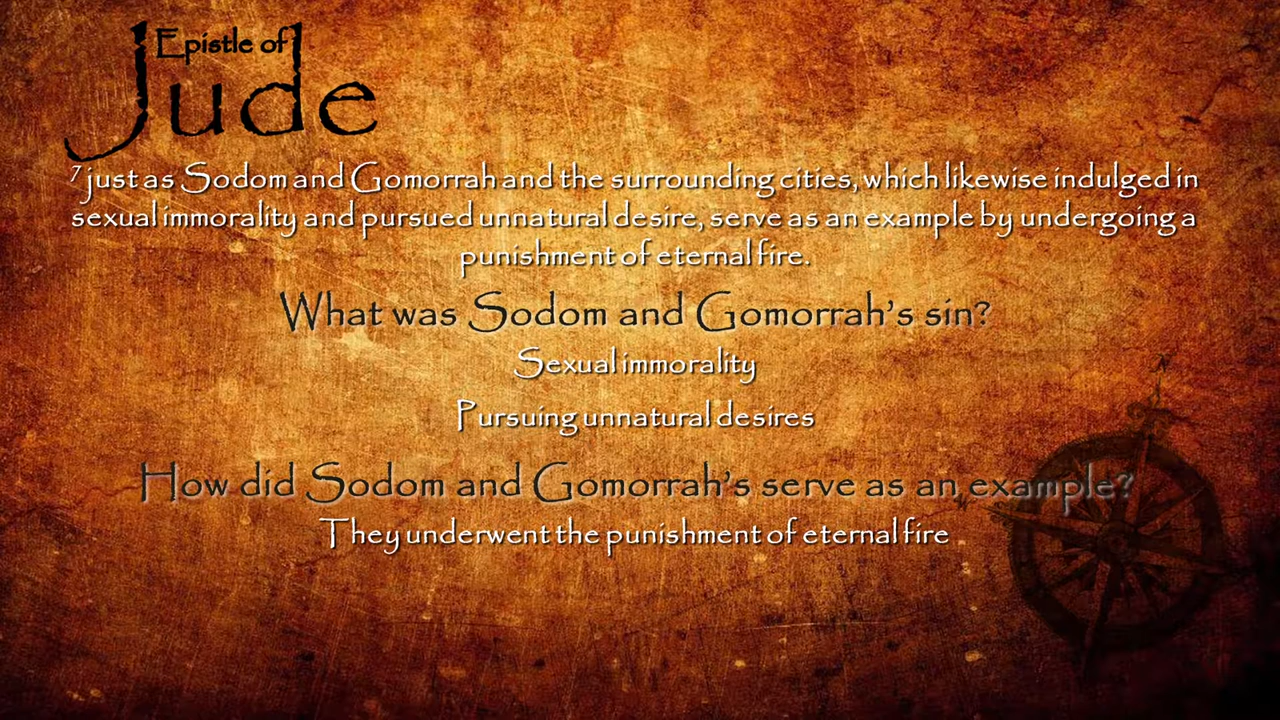 Epistle of
Jude
7 just as Sodom and Gomorrah and the surrounding cities, which likewise indulged in
sexual immorality and pursued unnatural desire, serve as an example by undergoing a
punishment of eternal fire.
What was Sodom and Gomorrah's sin?
Sexual immorality
Pursuing unnatural desires
How did Sodom and Gomorrah's serve as an example?
They underwent the punishment of eternal fire